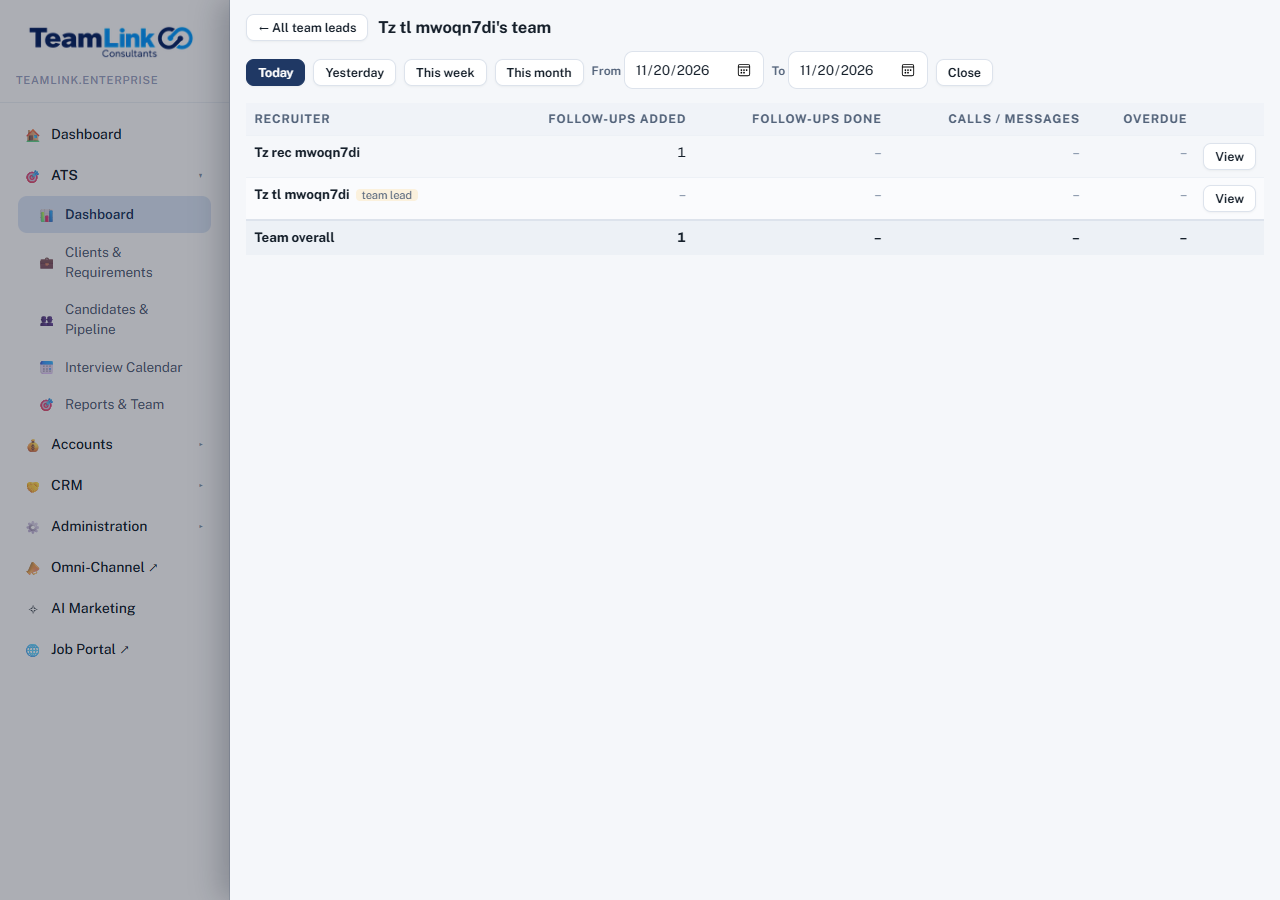 TeamLink
Consultants
TEAMLINK.ENTERPRISE
Dashboard
ATS
Dashboard
Clients &
Requirements
Candidates &
Pipeline
Interview Calendar
Reports & Team
Accounts
CRM
Administration
Omni-Channel ↗
AI Marketing
Job Portal ↗
← All team leads Tz tl mwoqn7di's team
Today Yesterday This week This month From 11/20/2026 To 11/20/2026 Close
RECRUITER FOLLOW-UPS ADDED FOLLOW-UPS DONE CALLS / MESSAGES OVERDUE
Tz rec mwoqn7di 1 – – – View
Tz tl mwoqn7di team lead – – – – View
Team overall 1 – – –